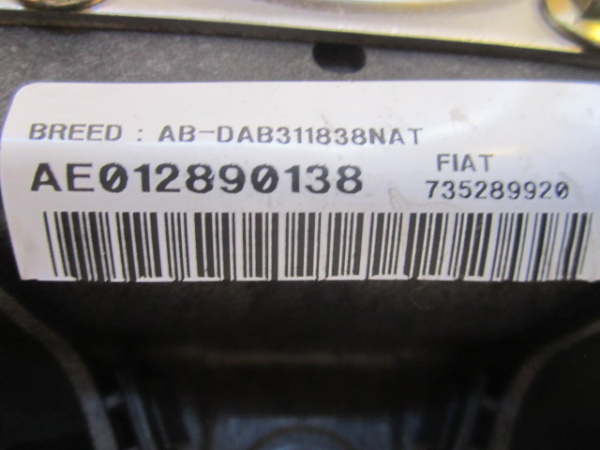 BREED : AB-DAB311838NAT
AE012890138 FIAT
735289920